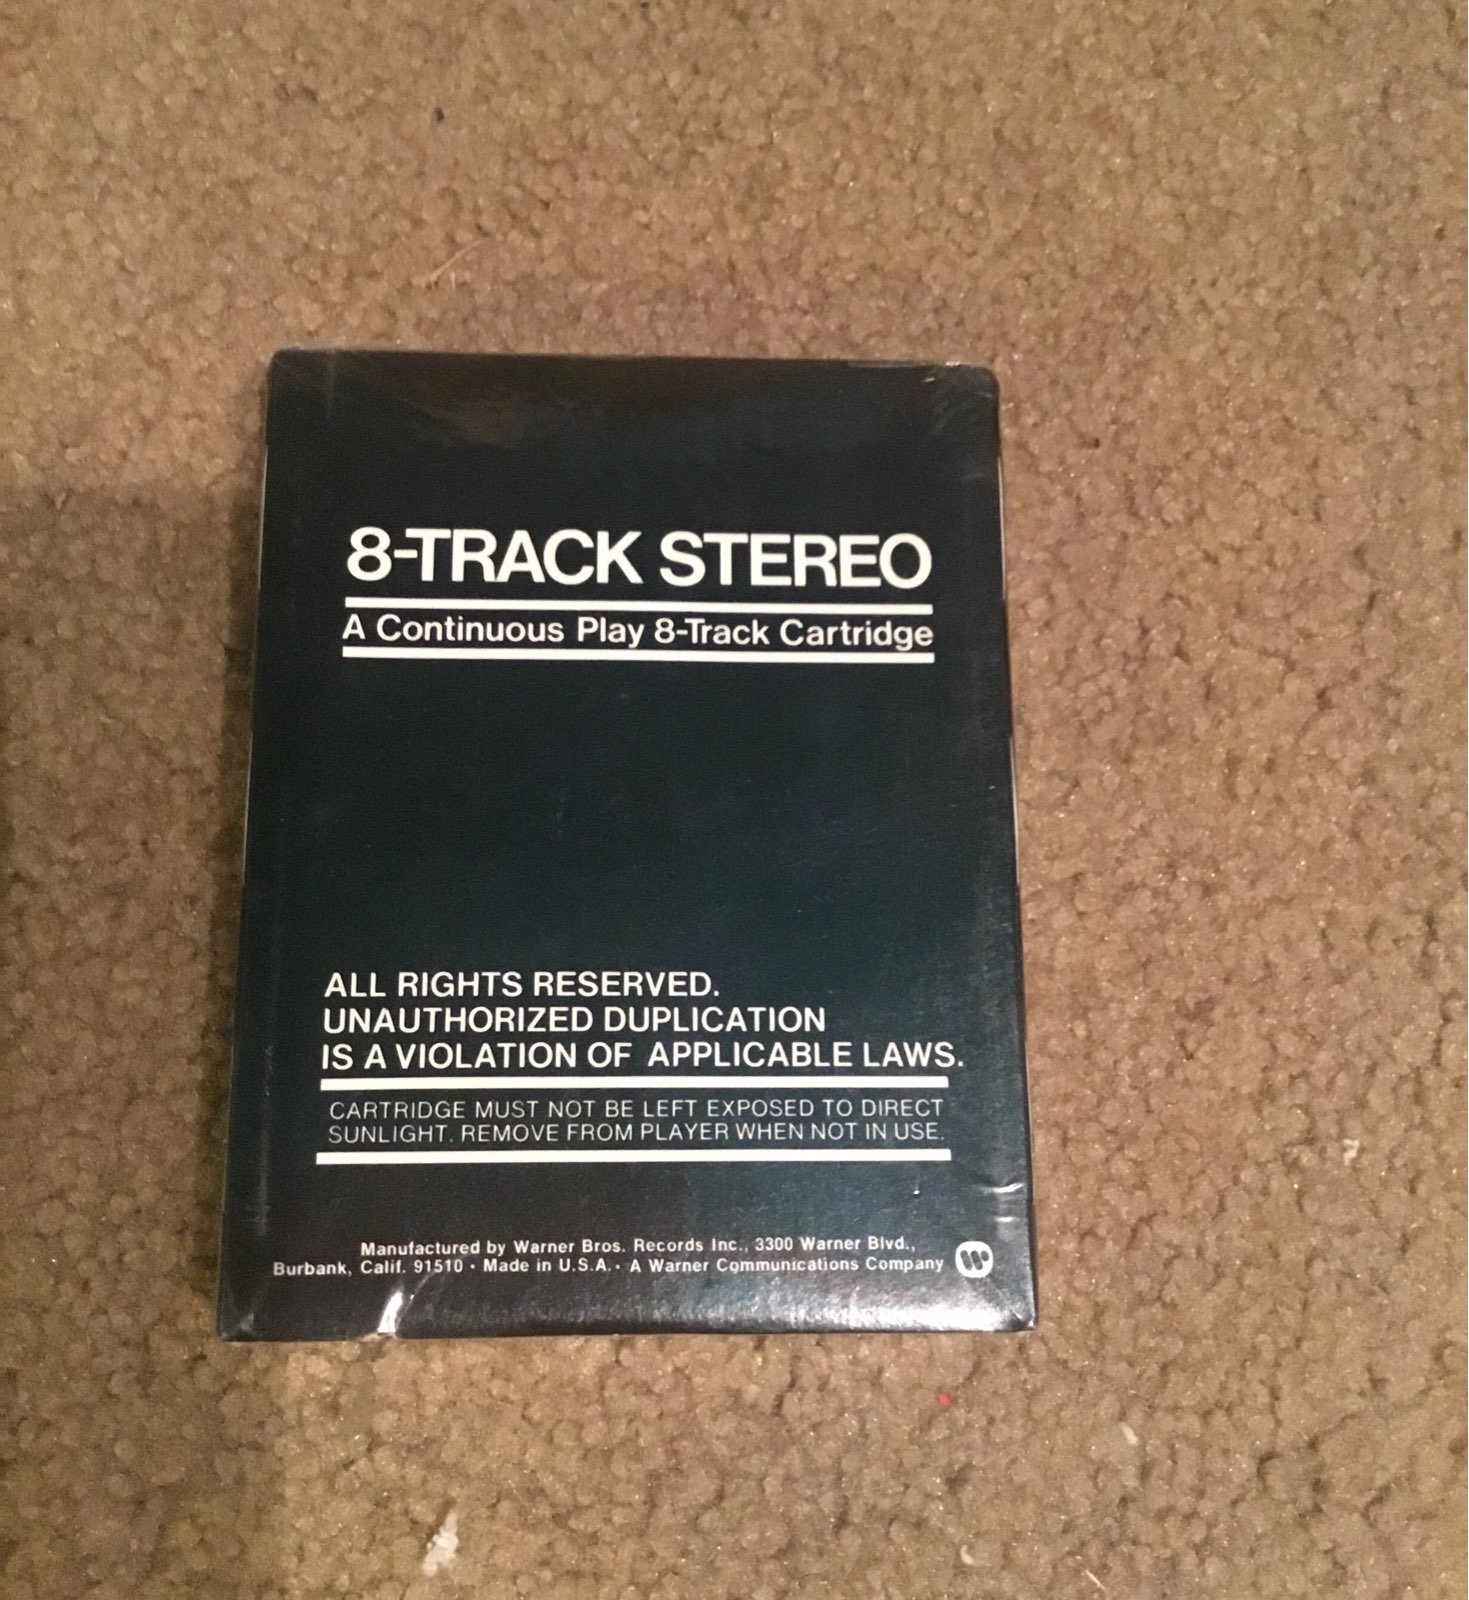 8-TRACK STEREO
A Continuous Play 8-Track Cartridge
ALL RIGHTS RESERVED.
UNAUTHORIZED DUPLICATION
IS A VIOLATION OF APPLICABLE LAWS.
CARTRIDGE MUST NOT BE LEFT EXPOSED TO DIRECT
SUNLIGHT. REMOVE FROM PLAYER WHEN NOT IN USE.
Manufactured by Warner Bros. Records Inc., 3300 Warner Blvd.,
Burbank, Calif. 91510 • Made in U.S.A. • A Warner Communications Company